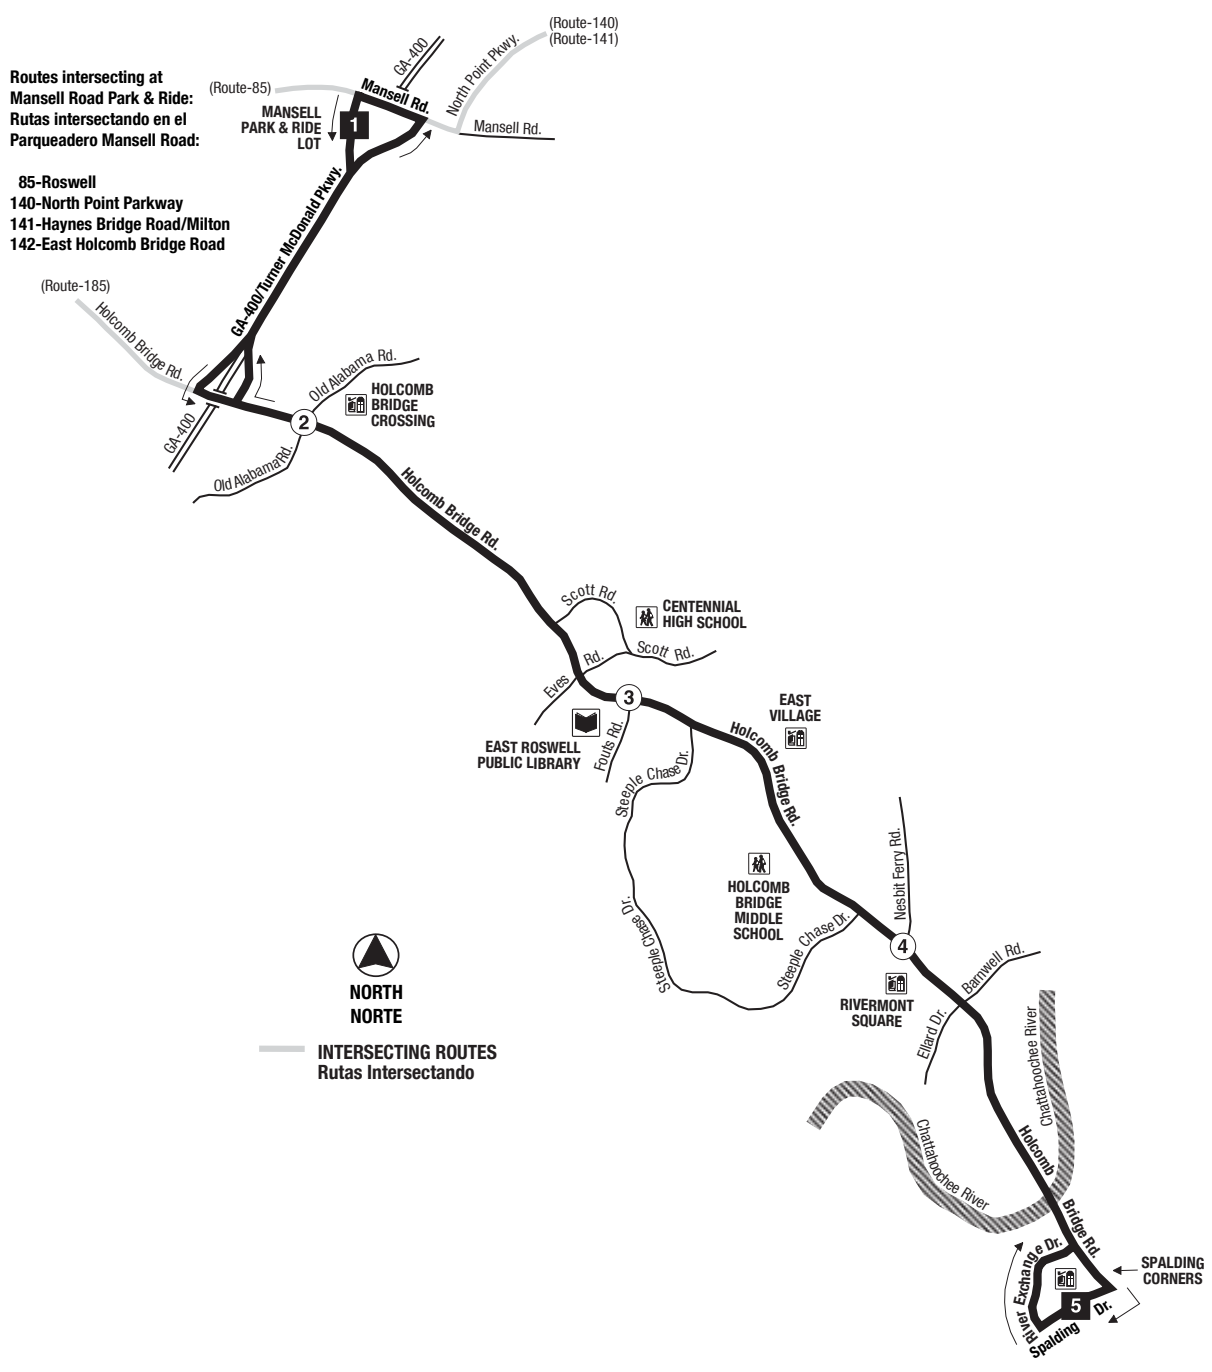 (Route-140)
(Route-141)
GA-400
North Point Pkwy.
Routes intersecting at
Mansell Road Park & Ride:
Rutas intersectando en el
Parqueadero Mansell Road:
85-Roswell
140-North Point Parkway
141-Haynes Bridge Road/Milton
142-East Holcomb Bridge Road
(Route-85)
Mansell Rd.
MANSELL
PARK & RIDE
LOT
1
Mansell Rd.
GA-400/Turner McDonald Pkwy.
(Route-185)
Holcomb Bridge Rd.
Old Alabama Rd.
HOLCOMB
BRIDGE
CROSSING
2
GA-400
Old Alabama Rd.
Holcomb Bridge Rd.
Scott Rd.
CENTENNIAL
HIGH SCHOOL
Scott Rd.
Eves Rd.
3
EAST
VILLAGE
EAST ROSWELL
PUBLIC LIBRARY
Fouts Rd.
Holcomb Bridge Rd.
Steeple Chase Dr.
Nesbit Ferry Rd.
HOLCOMB
BRIDGE
MIDDLE
SCHOOL
Steeple Chase Dr.
Steeple Chase Dr.
4
Barnwell Rd.
RIVERMONT
SQUARE
Ellard Dr.
NORTH
NORTE
INTERSECTING ROUTES
Rutas Intersectando
Chattahoochee River
Chattahoochee River
Holcomb Bridge Rd.
River Exchange Dr.
SPALDING
CORNERS
5
Spalding Dr.